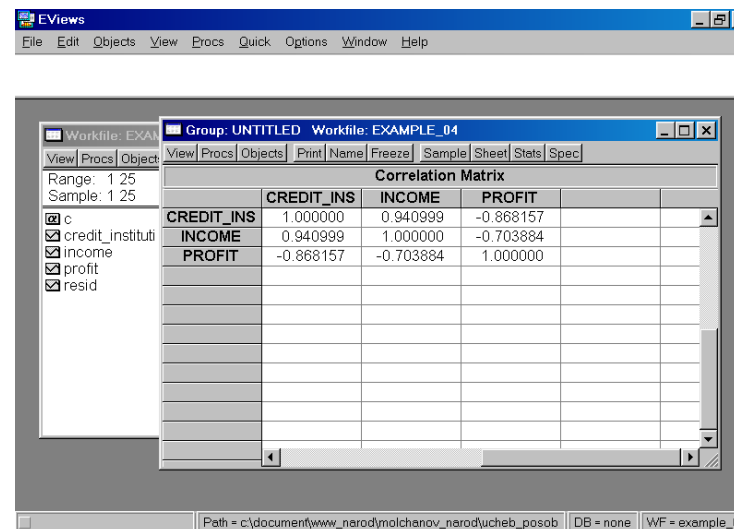 EViews
File Edit Objects View Procs Quick Options Window Help
Workfile: EXAM
View Procs Object
Range: 1 25
Sample: 1 25
c
credit_instituti
income
profit
resid
Group: UNTITLED Workfile: EXAMPLE_04
View Procs Objects Print Name Freeze Sample Sheet Stats Spec
Correlation Matrix
CREDIT_INS INCOME PROFIT
CREDIT_INS 1.000000 0.940999 -0.868157
INCOME 0.940999 1.000000 -0.703884
PROFIT -0.868157 -0.703884 1.000000
Path = c:\document\www_narod\molchanov_narod\ucheb_posob DB = none WF = example_